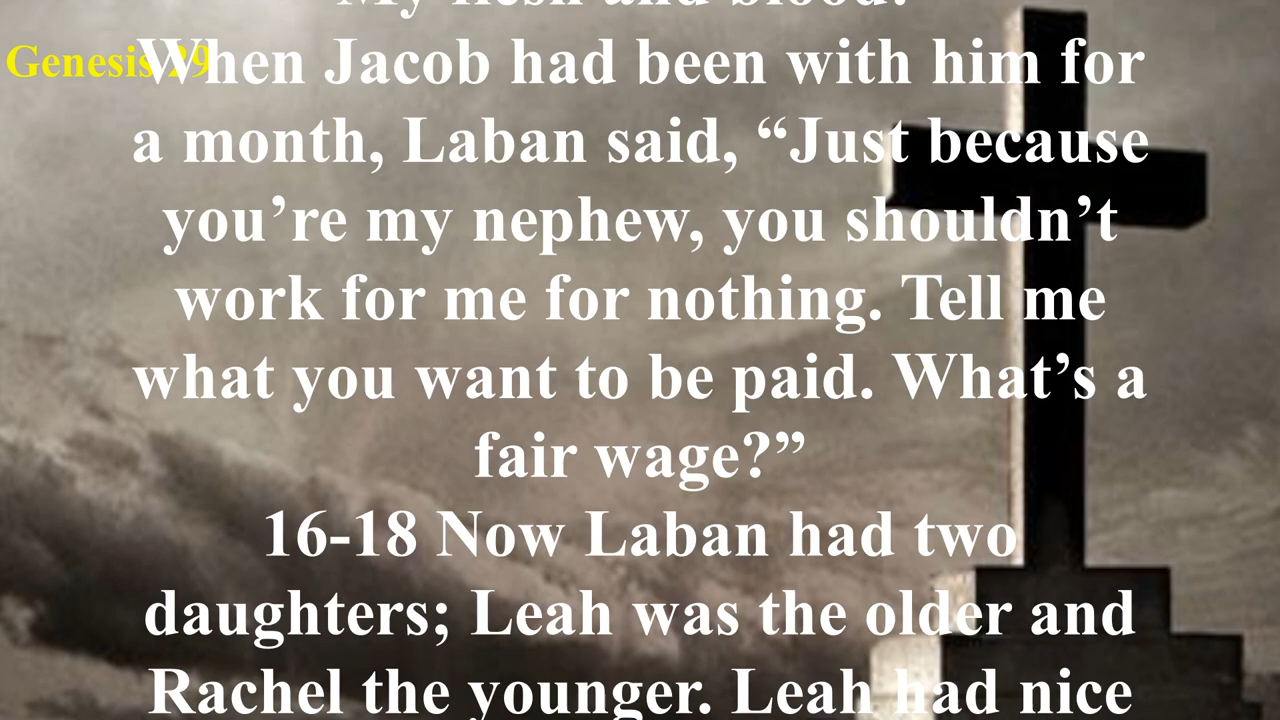 My flesh and blood!”
Genesis 29
When Jacob had been with him for
a month, Laban said, “Just because
you’re my nephew, you shouldn’t
work for me for nothing. Tell me
what you want to be paid. What’s a
fair wage?”
16-18 Now Laban had two
daughters; Leah was the older and
Rachel the younger. Leah had nice